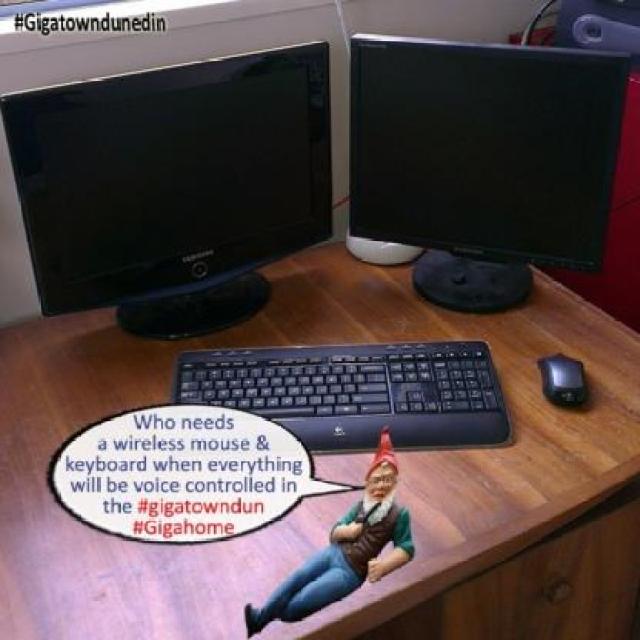 #Gigatowndunedin
Who needs
a wireless mouse &
keyboard when everything
will be voice controlled in
the #gigatowndun
#Gigahome